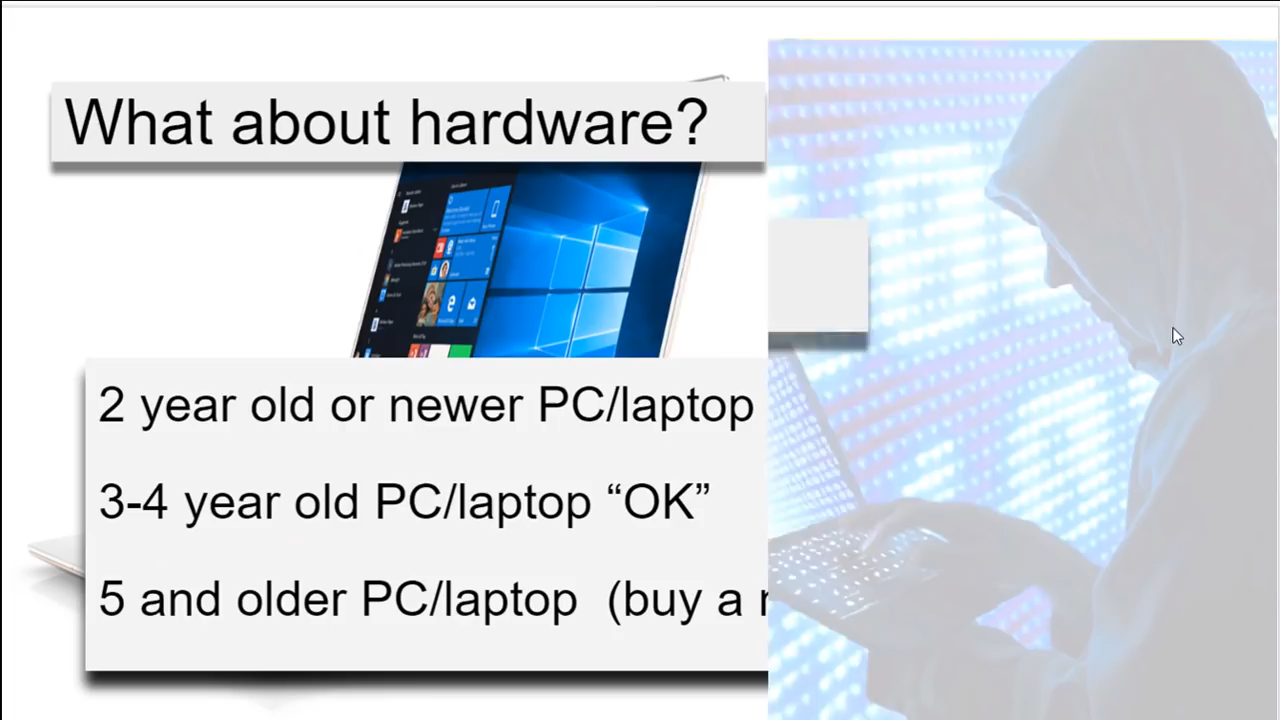 What about hardware?
2 year old or newer PC/laptop
3-4 year old PC/laptop “OK”
5 and older PC/laptop (buy a